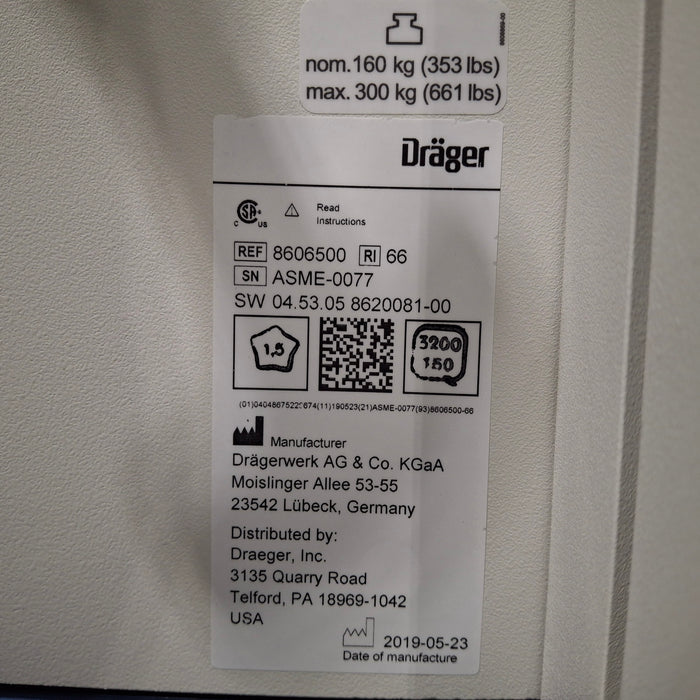 nom.160 kg (353 lbs)
max. 300 kg (661 lbs)
Dräger
CSA
C US
Read
Instructions
REF 8606500 RI 66
SN ASME-0077
SW 04.53.05 8620081-00
1,5
3200
150
Manufacturer
Drägerwerk AG & Co. KGaA
Moislinger Allee 53-55
23542 Lübeck, Germany
Distributed by:
Draeger, Inc.
3135 Quarry Road
Telford, PA 18969-1042
USA
2019-05-23
Date of manufacture